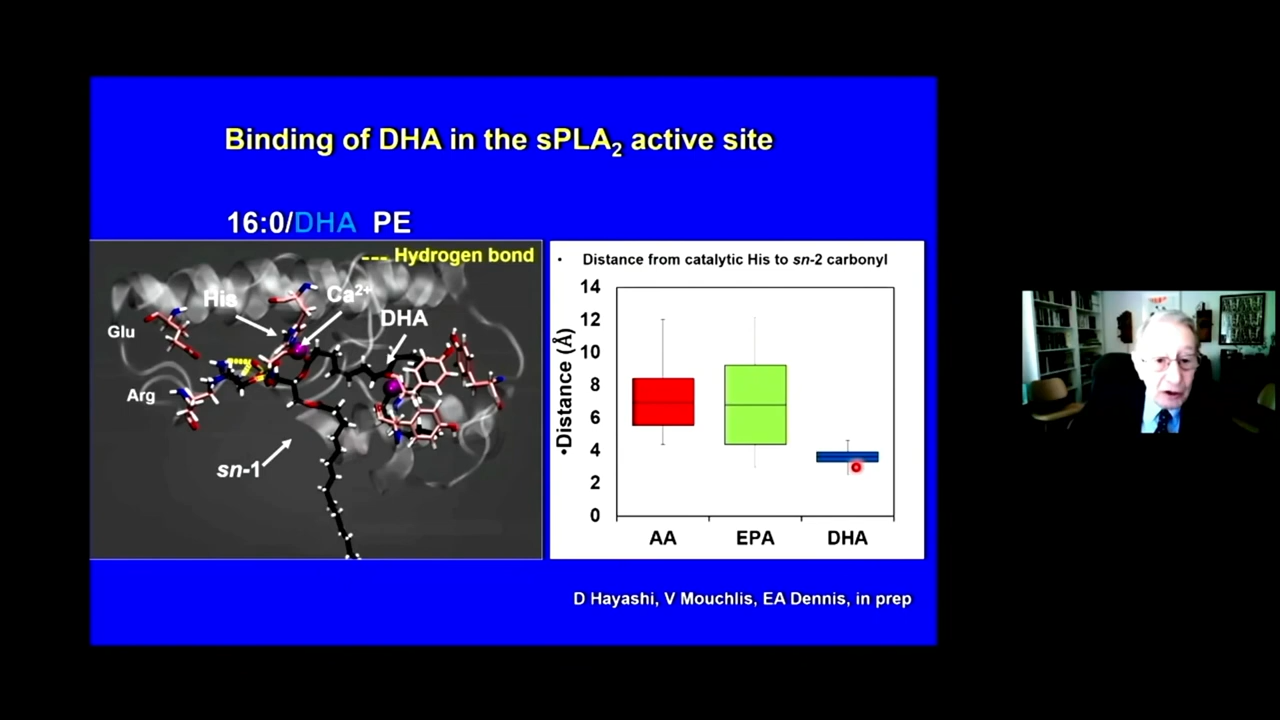 Binding of DHA in the sPLA₂ active site
16:0/DHA PE
--- Hydrogen bond
His
Ca²⁺
DHA
Glu
Arg
sn-1
• Distance from catalytic His to sn-2 carbonyl
•Distance (Å)
14
12
10
8
6
4
2
0
AA EPA DHA
D Hayashi, V Mouchlis, EA Dennis, in prep